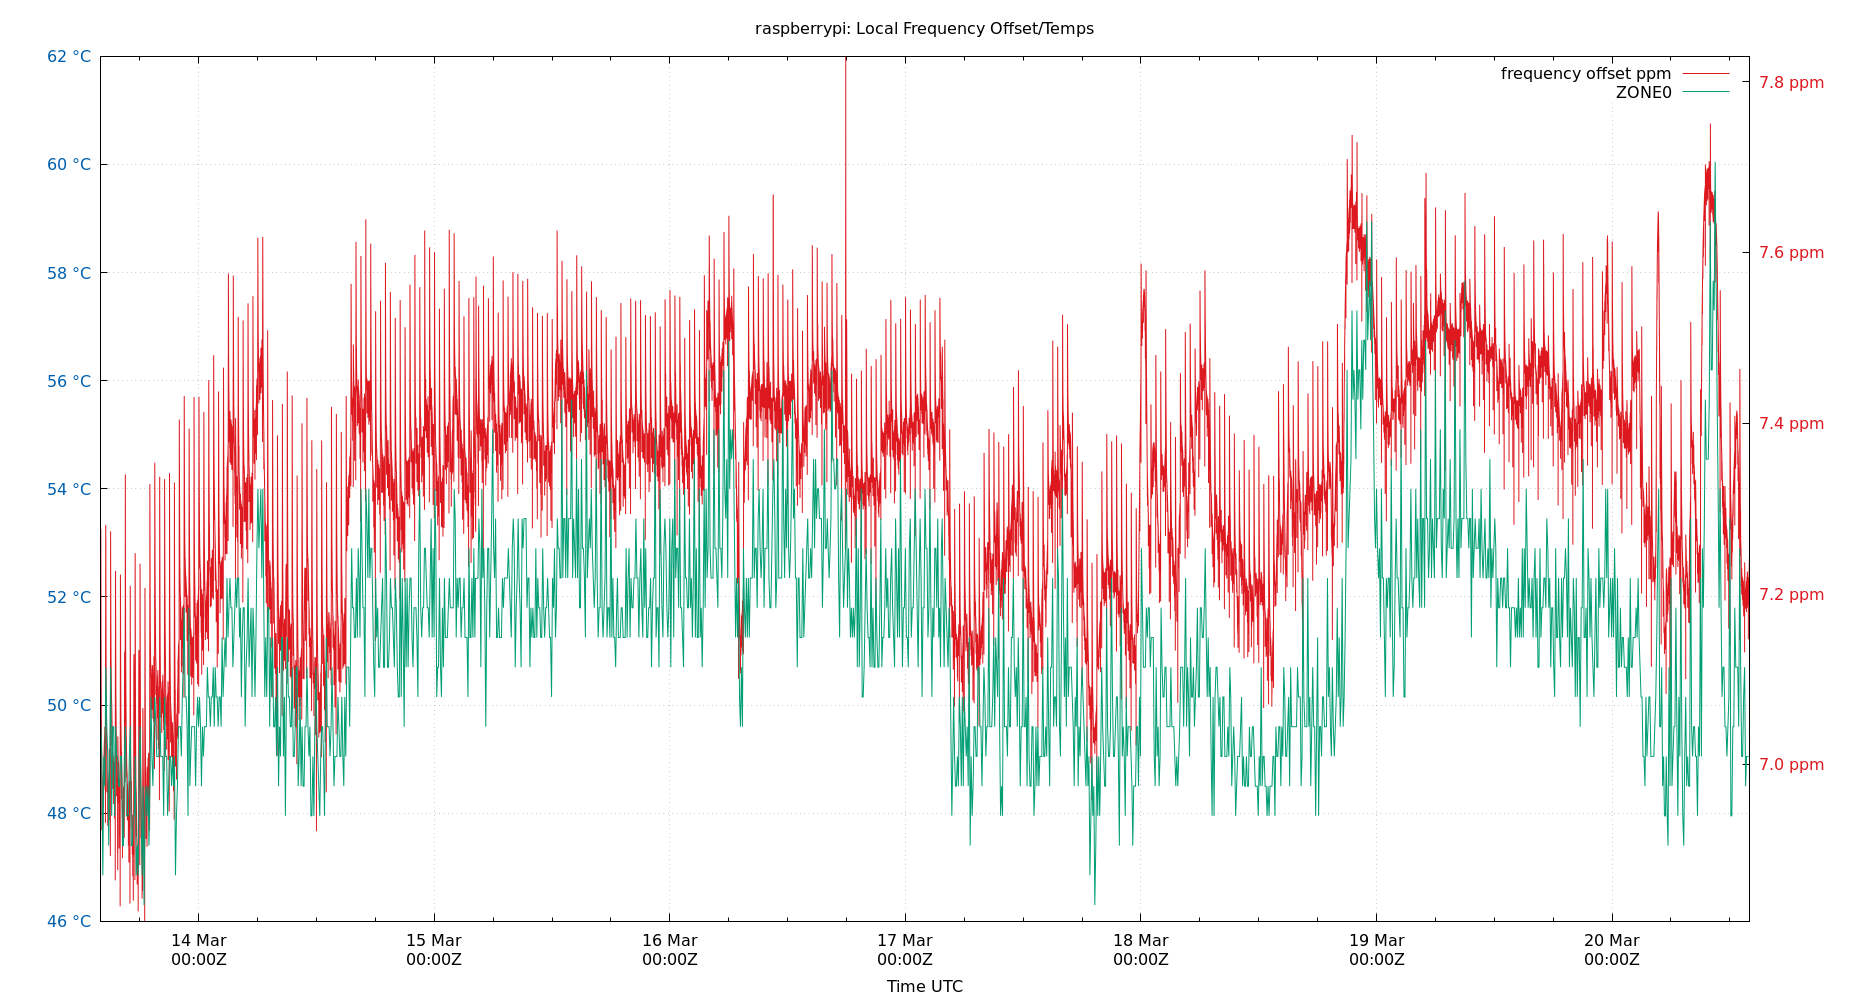 raspberrypi: Local Frequency Offset/Temps
62 °C
60 °C
58 °C
56 °C
54 °C
52 °C
50 °C
48 °C
46 °C
frequency offset ppm
ZONE0
7.8 ppm
7.6 ppm
7.4 ppm
7.2 ppm
7.0 ppm
14 Mar
00:00Z
15 Mar
00:00Z
16 Mar
00:00Z
17 Mar
00:00Z
18 Mar
00:00Z
19 Mar
00:00Z
20 Mar
00:00Z
Time UTC